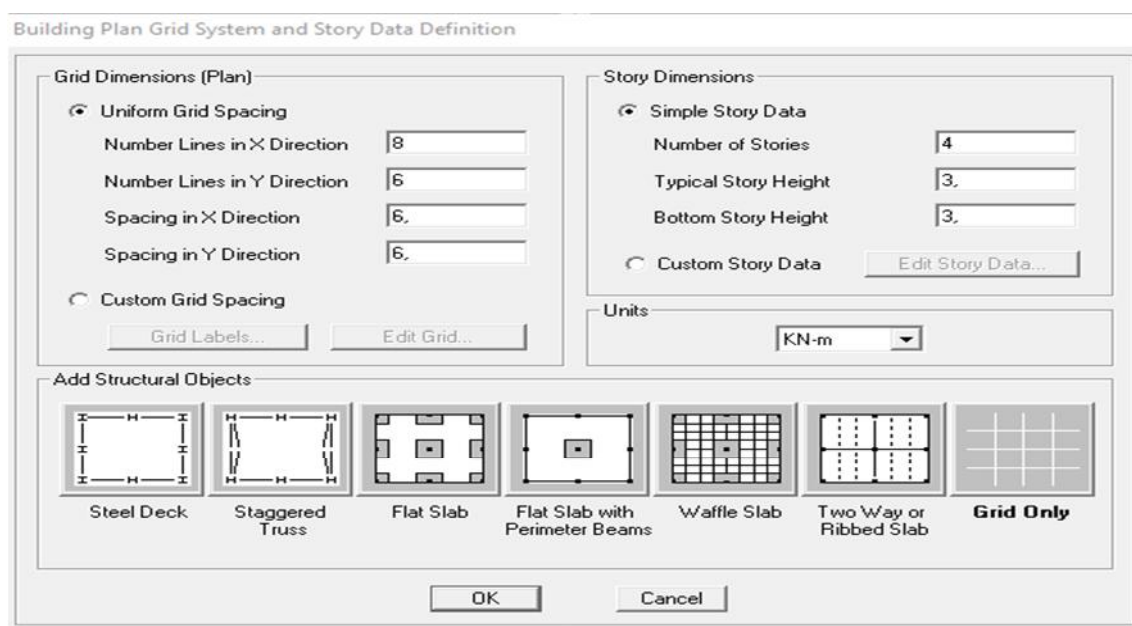 Building Plan Grid System and Story Data Definition
Grid Dimensions (Plan)
Uniform Grid Spacing
Number Lines in X Direction 8
Number Lines in Y Direction 6
Spacing in X Direction 6,
Spacing in Y Direction 6,
Custom Grid Spacing
Grid Labels... Edit Grid...
Story Dimensions
Simple Story Data
Number of Stories 4
Typical Story Height 3,
Bottom Story Height 3,
Custom Story Data Edit Story Data...
Units
KN-m
Add Structural Objects
Steel Deck
Staggered
Truss
Flat Slab
Flat Slab with
Perimeter Beams
Waffle Slab
Two Way or
Ribbed Slab
Grid Only
OK Cancel